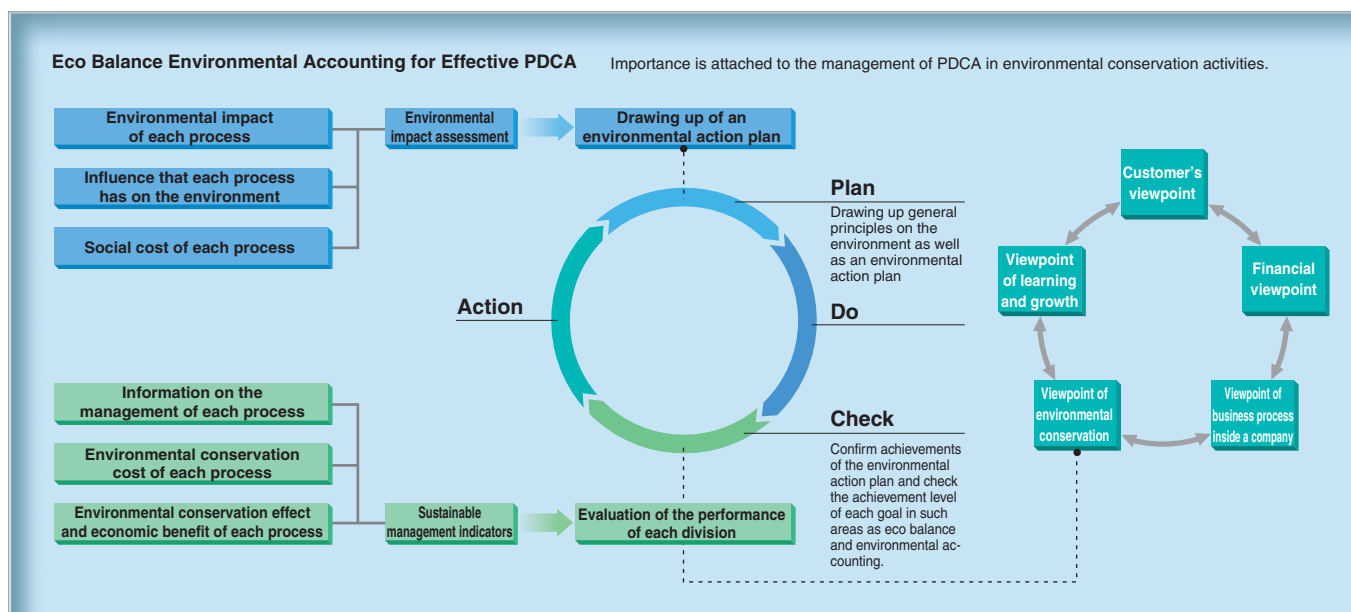 Eco Balance Environmental Accounting for Effective PDCA
Importance is attached to the management of PDCA in environmental conservation activities.
Environmental impact
of each process
Influence that each process
has on the environment
Social cost of each process
Environmental
impact assessment
Drawing up of an
environmental action plan
Plan
Drawing up general
principles on the
environment as well
as an environmental
action plan
Do
Action
Check
Confirm achievements
of the environmental
action plan and check
the achievement level
of each goal in such
areas as eco balance
and environmental ac-
counting.
Information on the
management of each process
Environmental conservation
cost of each process
Environmental conservation effect
and economic benefit of each process
Sustainable
management indicators
Evaluation of the performance
of each division
Customer's
viewpoint
Viewpoint
of learning
and growth
Financial
viewpoint
Viewpoint of
environmental
conservation
Viewpoint of
business process
inside a company